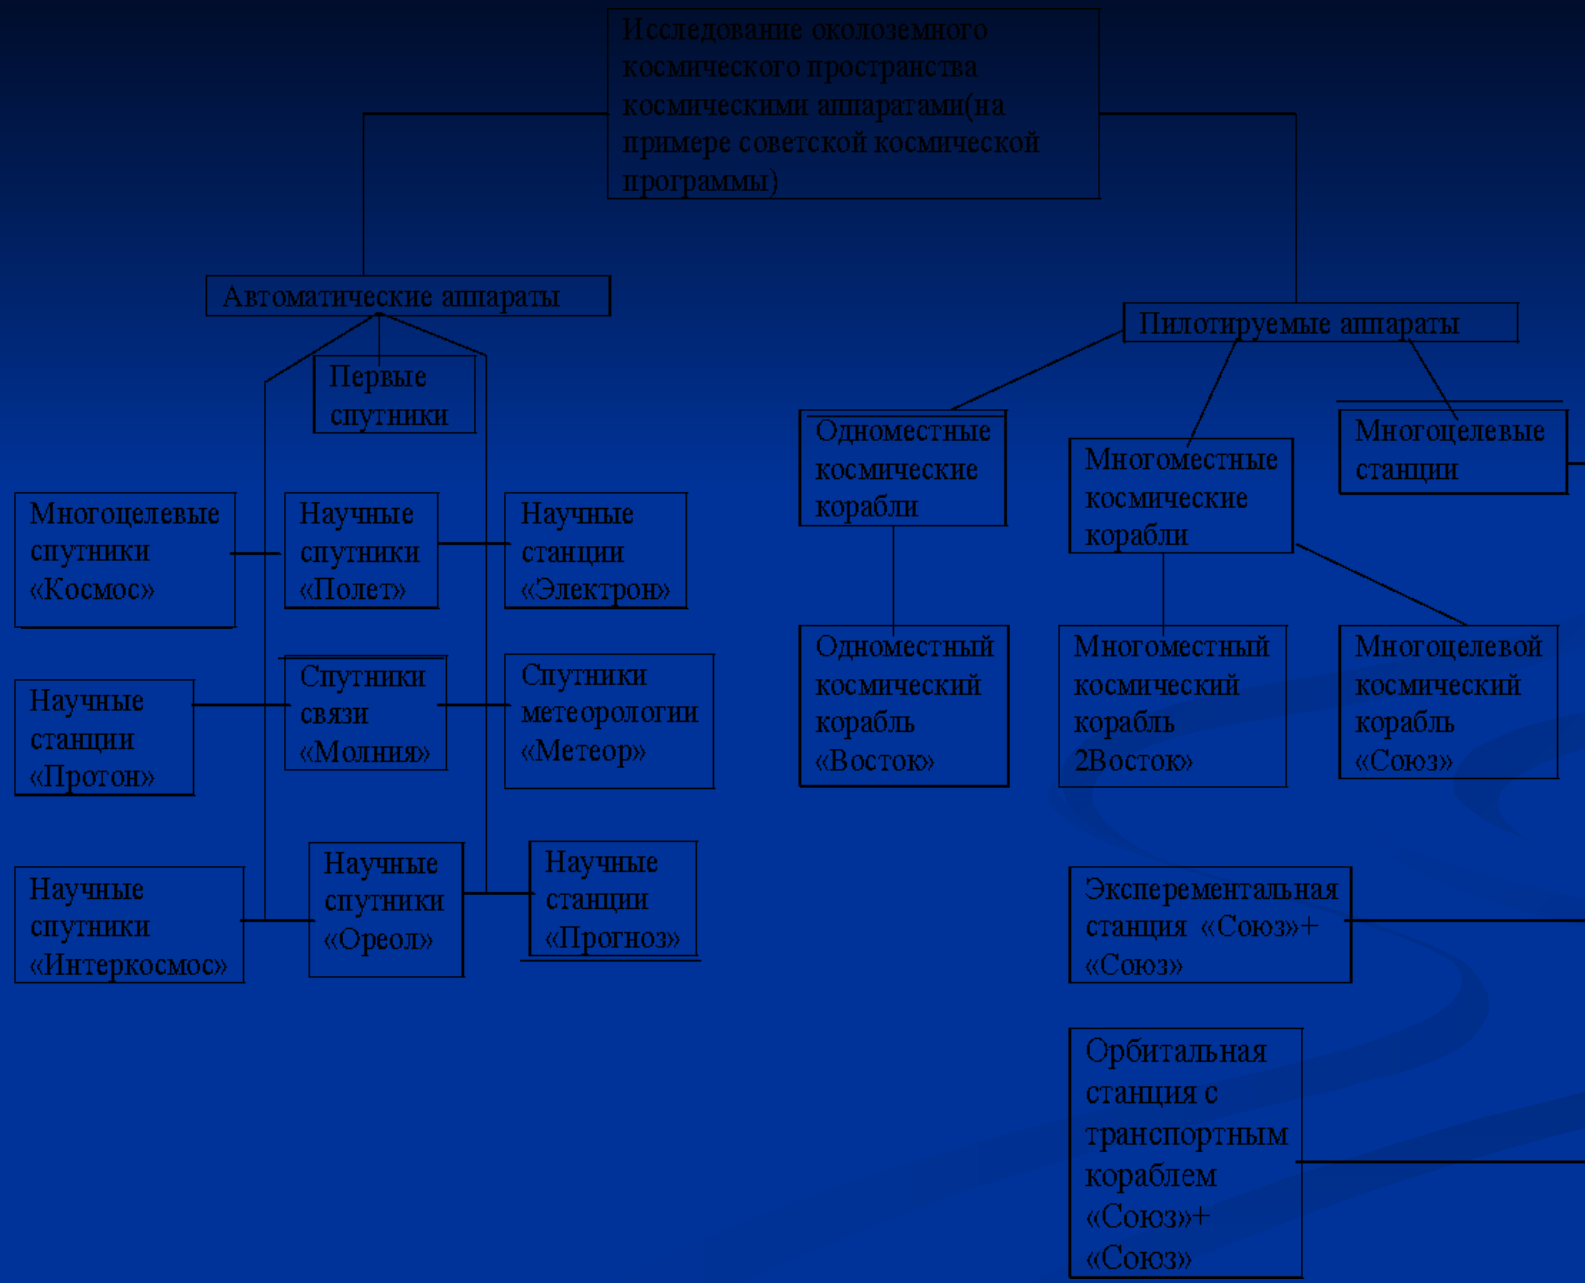 Исследование околоземного
космического пространства
космическими аппаратами(на
примере советской космической
программы)
Автоматические аппараты
Первые
спутники
Многоцелевые
спутники
«Космос»
Научные
спутники
«Полет»
Научные
станции
«Электрон»
Научные
станции
«Протон»
Спутники
связи
«Молния»
Спутники
метеорологии
«Метеор»
Научные
спутники
«Интеркосмос»
Научные
спутники
«Ореол»
Научные
станции
«Прогноз»
Пилотируемые аппараты
Одноместные
космические
корабли
Многоместные
космические
корабли
Многоцелевые
станции
Одноместный
космический
корабль
«Восток»
Многоместный
космический
корабль
2Восток»
Многоцелевой
космический
корабль
«Союз»
Эксперементальная
станция «Союз»+
«Союз»
Орбитальная
станция с
транспортным
кораблем
«Союз»+
«Союз»